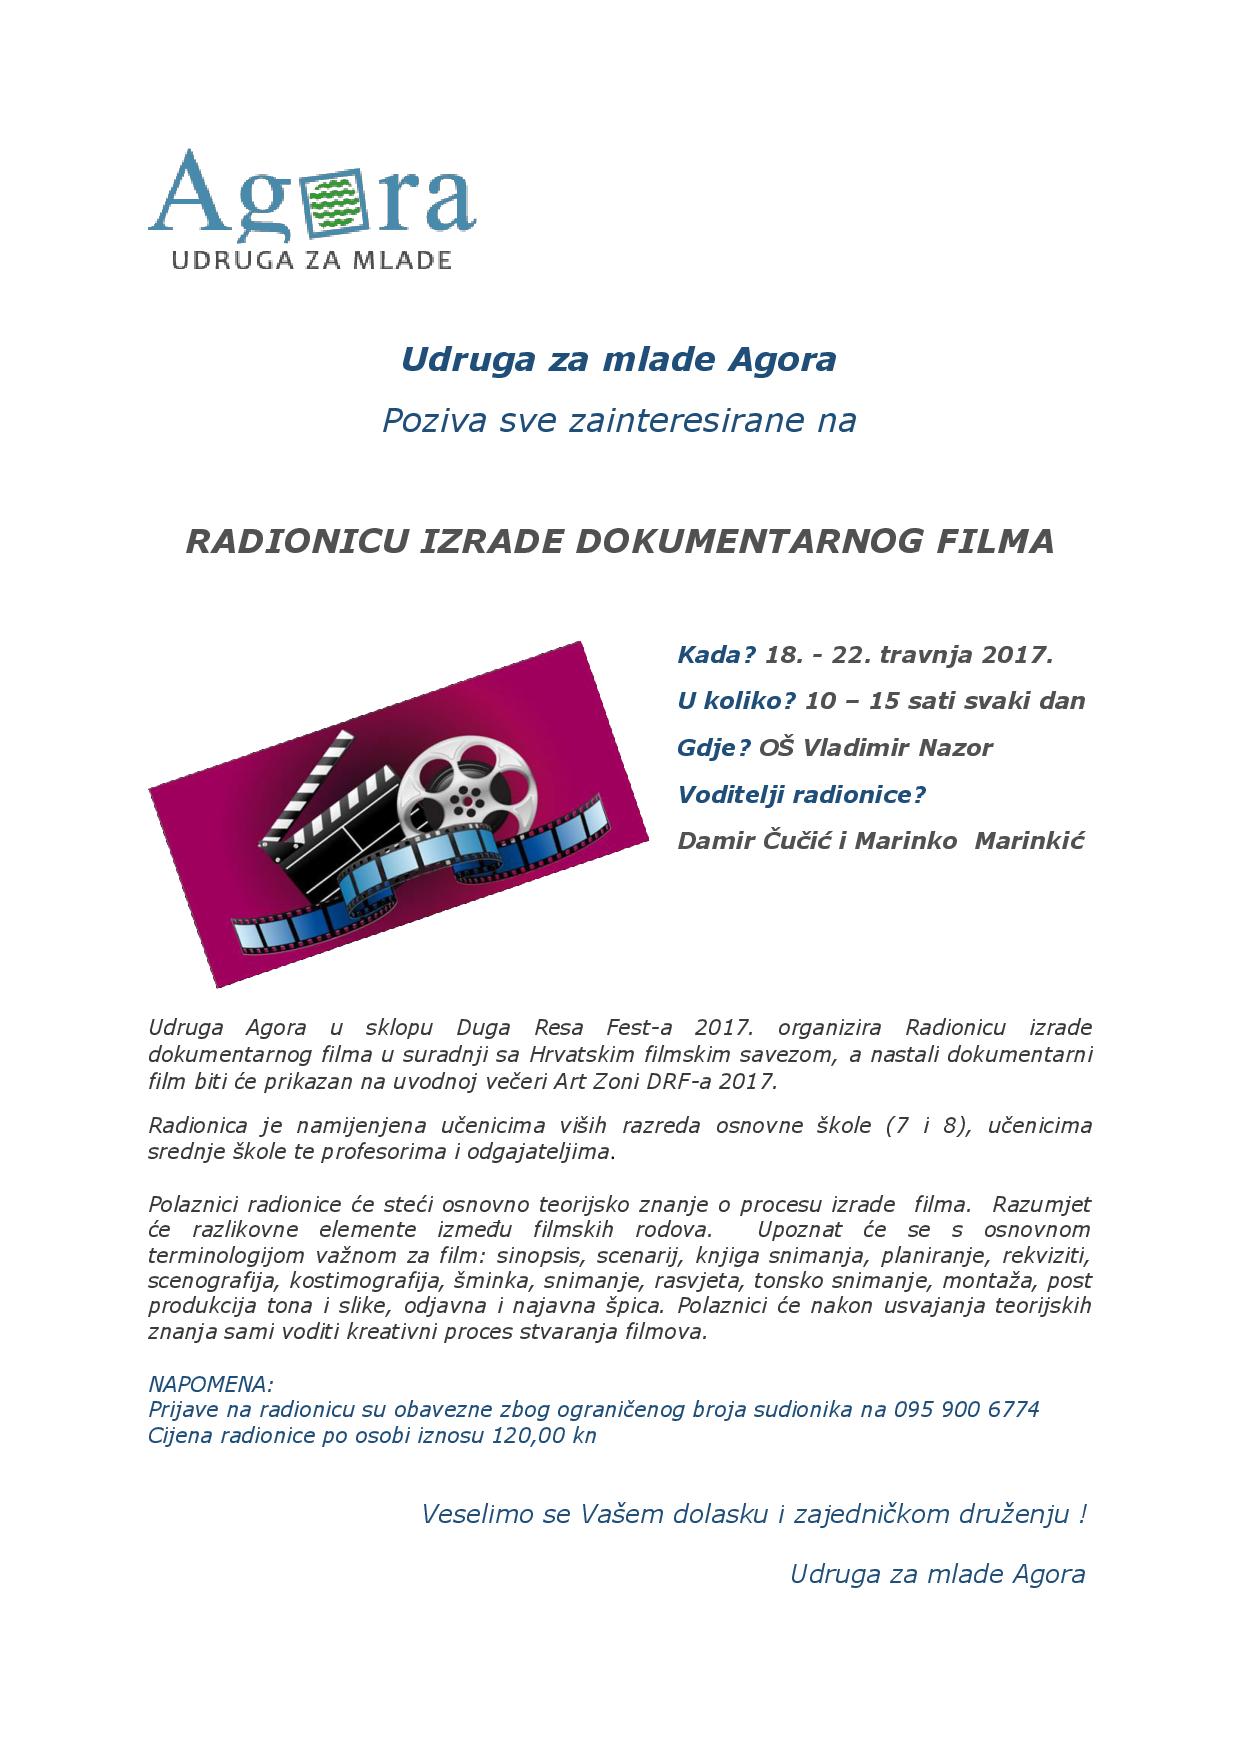 Agora
UDRUGA ZA MLADE
Udruga za mlade Agora
Poziva sve zainteresirane na
RADIONICU IZRADE DOKUMENTARNOG FILMA
Kada? 18. - 22. travnja 2017.
U koliko? 10 – 15 sati svaki dan
Gdje? OŠ Vladimir Nazor
Voditelji radionice?
Damir Čučić i Marinko  Marinkić
Udruga Agora u sklopu Duga Resa Fest-a 2017. organizira Radionicu izrade
dokumentarnog filma u suradnji sa Hrvatskim filmskim savezom, a nastali dokumentarni
film biti će prikazan na uvodnoj večeri Art Zoni DRF-a 2017.
Radionica je namijenjena učenicima viših razreda osnovne škole (7 i 8), učenicima
srednje škole te profesorima i odgajateljima.
Polaznici radionice će steći osnovno teorijsko znanje o procesu izrade  filma.  Razumjet
će razlikovne elemente između filmskih rodova.  Upoznat će se s osnovnom
terminologijom važnom za film: sinopsis, scenarij, knjiga snimanja, planiranje, rekviziti,
scenografija, kostimografija, šminka, snimanje, rasvjeta, tonsko snimanje, montaža, post
produkcija tona i slike, odjavna i najavna špica. Polaznici će nakon usvajanja teorijskih
znanja sami voditi kreativni proces stvaranja filmova.
NAPOMENA:
Prijave na radionicu su obavezne zbog ograničenog broja sudionika na 095 900 6774
Cijena radionice po osobi iznosu 120,00 kn
Veselimo se Vašem dolasku i zajedničkom druženju !
Udruga za mlade Agora